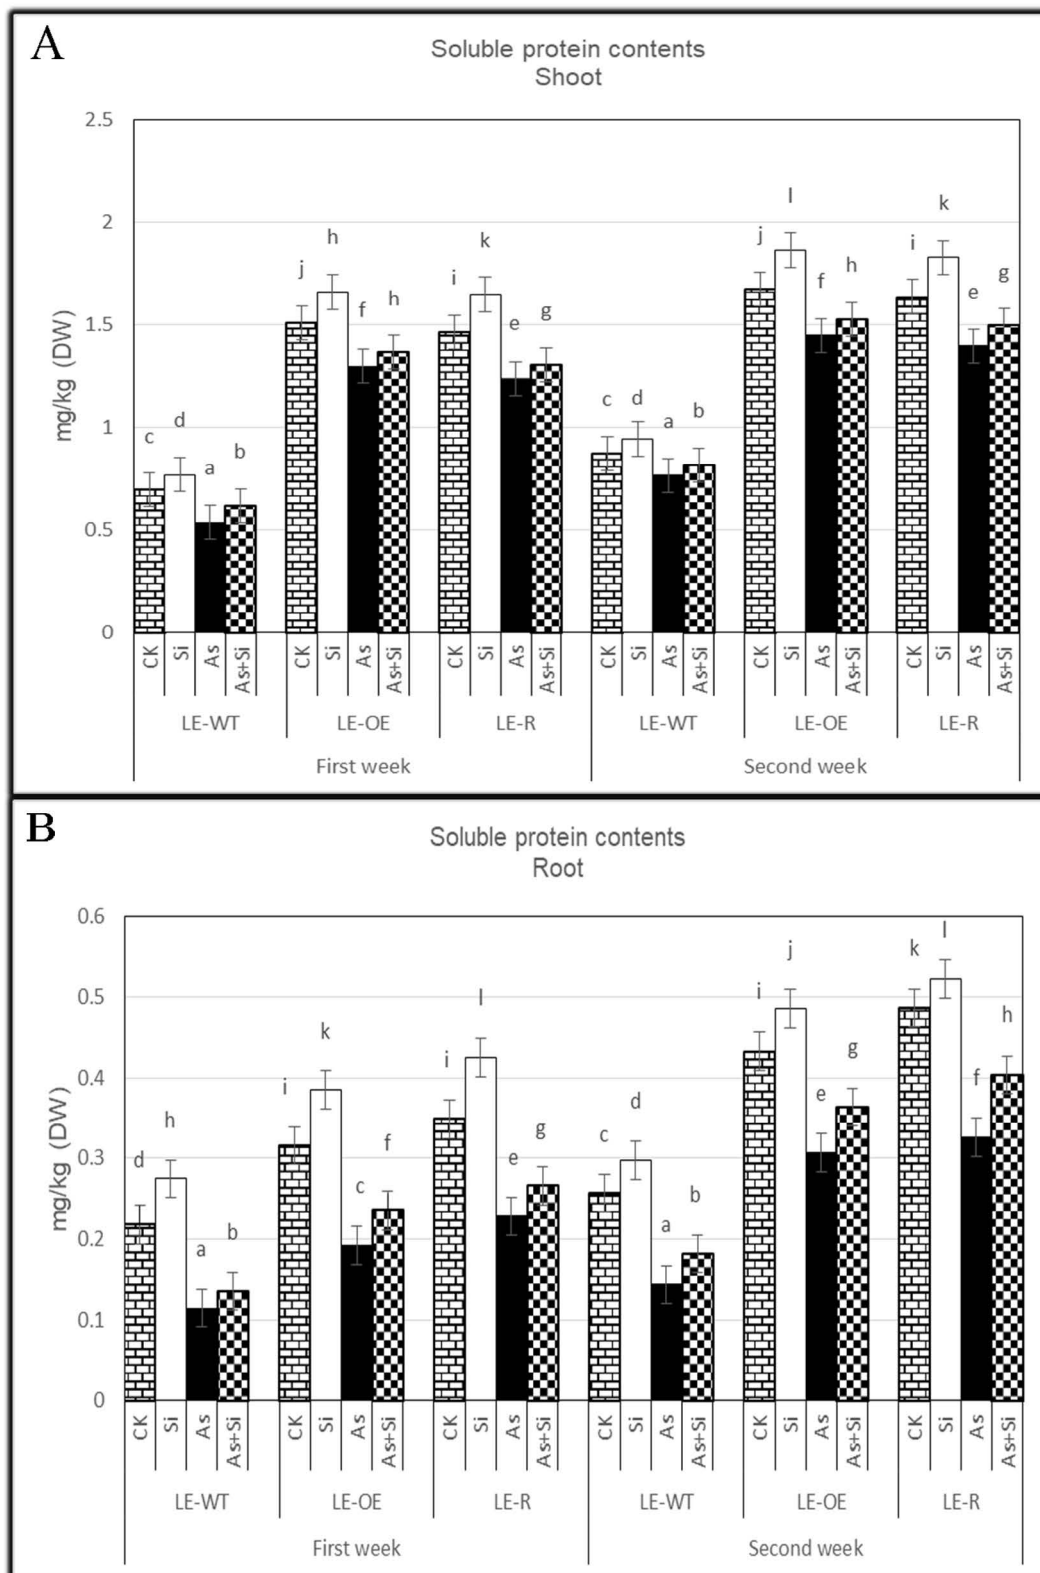 A
Soluble protein contents
Shoot
mg/kg (DW)
2.5
2
1.5
1
0.5
0
c d a b j h f h i k e g c d a b j l f h i k e g
CK Si As As+Si CK Si As As+Si CK Si As As+Si CK Si As As+Si CK Si As As+Si CK Si As As+Si
LE-WT LE-OE LE-R LE-WT LE-OE LE-R
First week Second week
B
Soluble protein contents
Root
mg/kg (DW)
0.6
0.5
0.4
0.3
0.2
0.1
0
d h a b i k c f i l e g c d a b i j e g k l f h
CK Si As As+Si CK Si As As+Si CK Si As As+Si CK Si As As+Si CK Si As As+Si CK Si As As+Si
LE-WT LE-OE LE-R LE-WT LE-OE LE-R
First week Second week